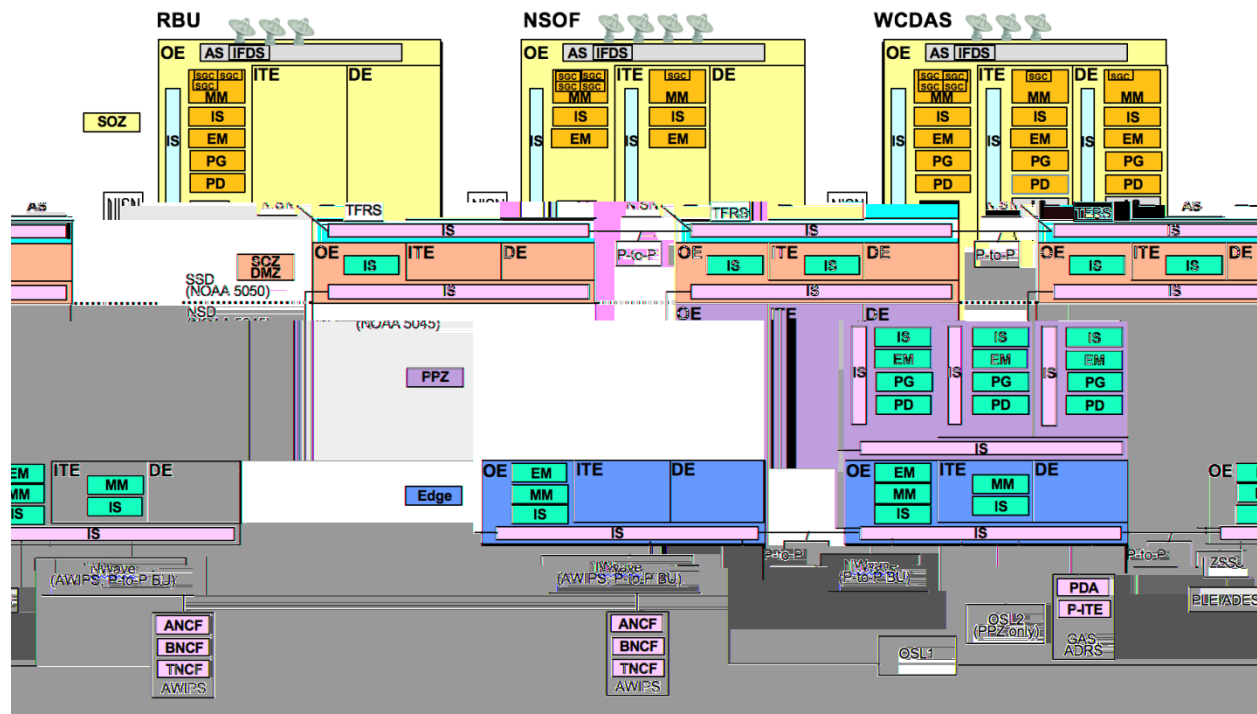 RBU
NSOF
WCDAS
OE
AS IFDS
ITE
DE
SGC SGC
SGC
MM
IS
EM
PG
PD
IS
OE
AS IFDS
ITE
DE
SGC SGC
SGC SGC
MM
IS
EM
IS
SGC
MM
IS
EM
IS
OE
AS IFDS
ITE
DE
SGC SGC
SGC SGC
MM
IS
EM
PG
PD
IS
SGC
MM
IS
EM
PG
PD
IS
SGC
MM
IS
EM
PG
PD
IS
SOZ
AS
TFRS
TFRS
TFRS
AS
IS
IS
IS
P-to-P
P-to-P
SCZ
DMZ
SSD
(NOAA 5050)
NSD
(NOAA 5045)
OE
IS
ITE
DE
IS
OE
IS
ITE
IS
DE
IS
OE
IS
ITE
IS
IS
OE
ITE
DE
PPZ
IS
IS
EM
PG
PD
IS
IS
EM
PG
PD
IS
IS
EM
PG
PD
IS
EM
MM
IS
ITE
MM
IS
DE
IS
Edge
OE
EM
MM
IS
ITE
DE
IS
OE
EM
MM
IS
ITE
MM
IS
DE
IS
OE
IS
P-to-P
P-to-P
NWave
(AWIPS, P-to-P BU)
NWave
(AWIPS, P-to-P BU)
NWave
(P-to-P BU)
PLEIADES
ANCF
BNCF
TNCF
AWIPS
ANCF
BNCF
TNCF
AWIPS
OSL1
OSL2
(PPZ only)
PDA
P-ITE
GAS
ADRS